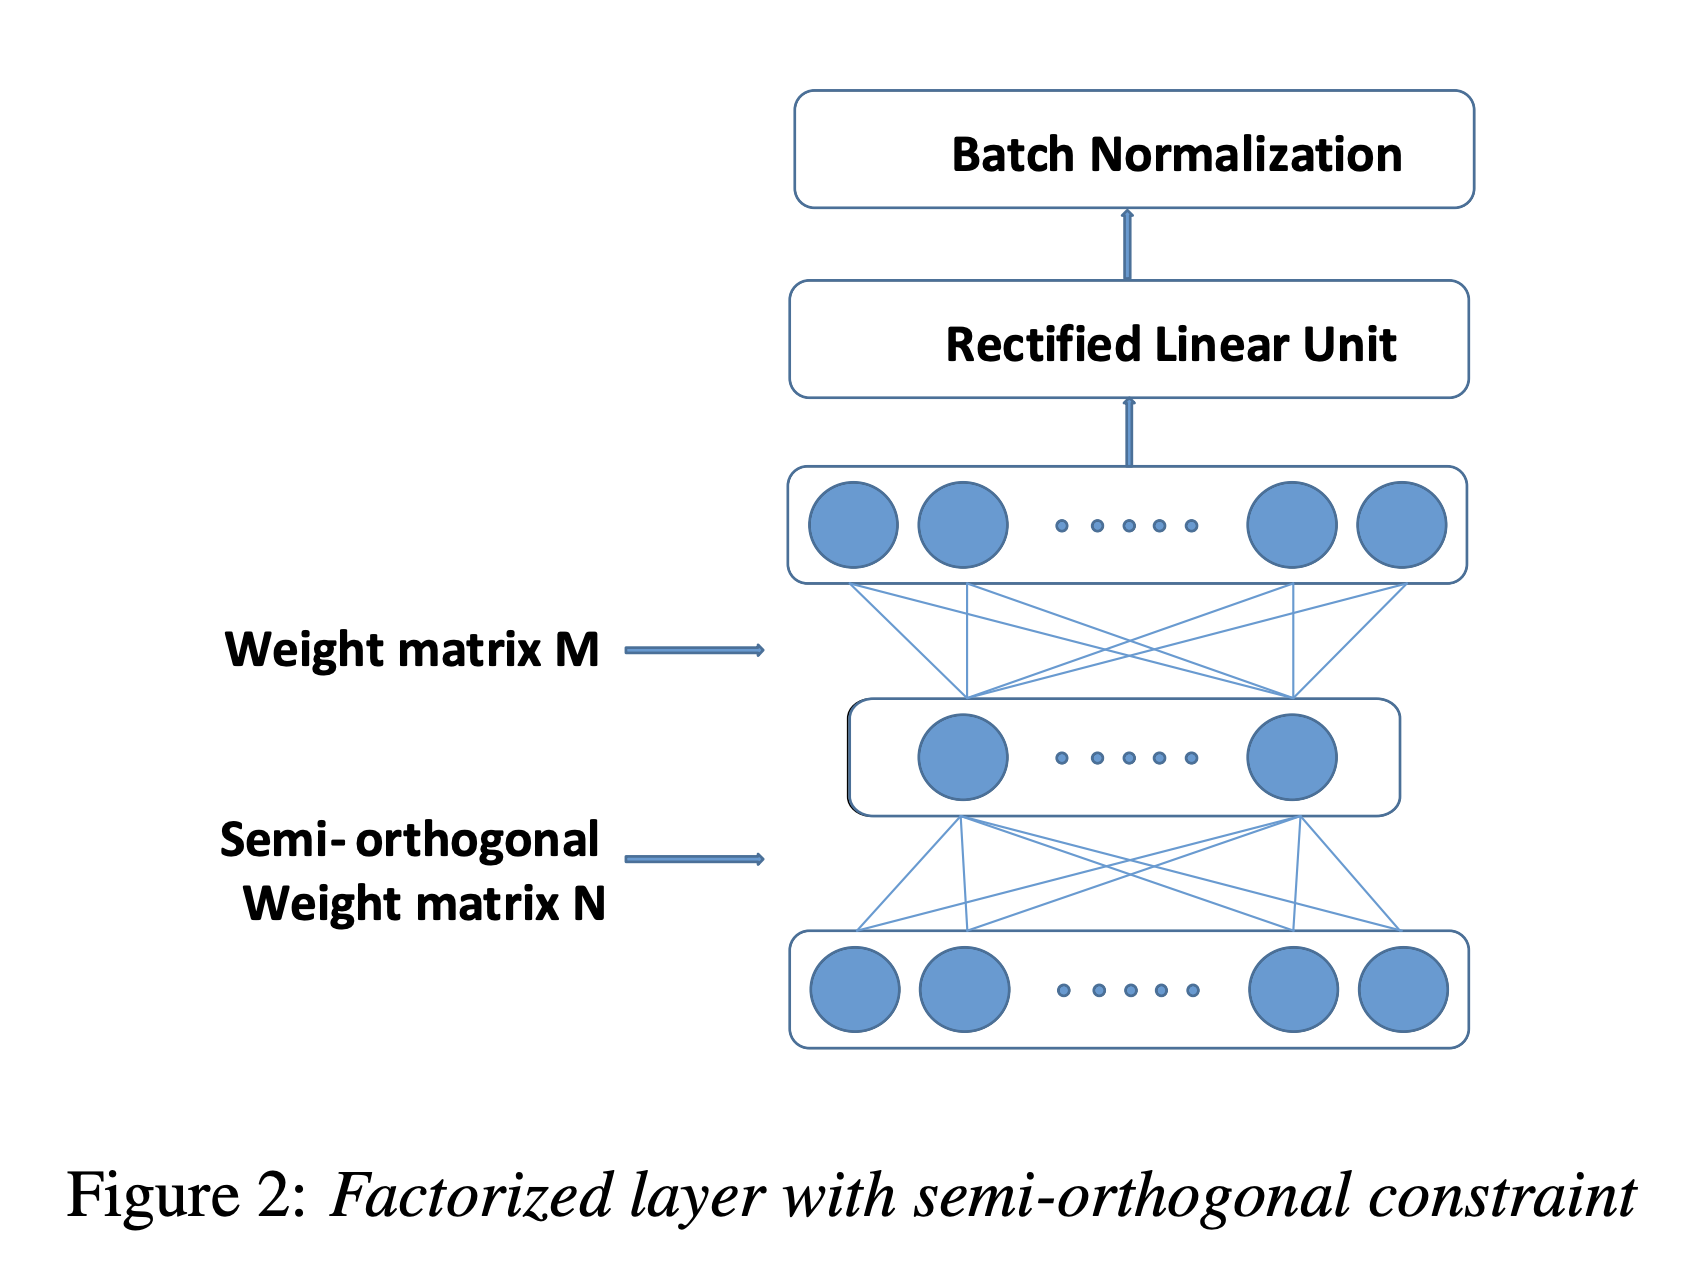 Batch Normalization
Rectified Linear Unit
Weight matrix M
Semi- orthogonal
Weight matrix N
Figure 2: Factorized layer with semi-orthogonal constraint